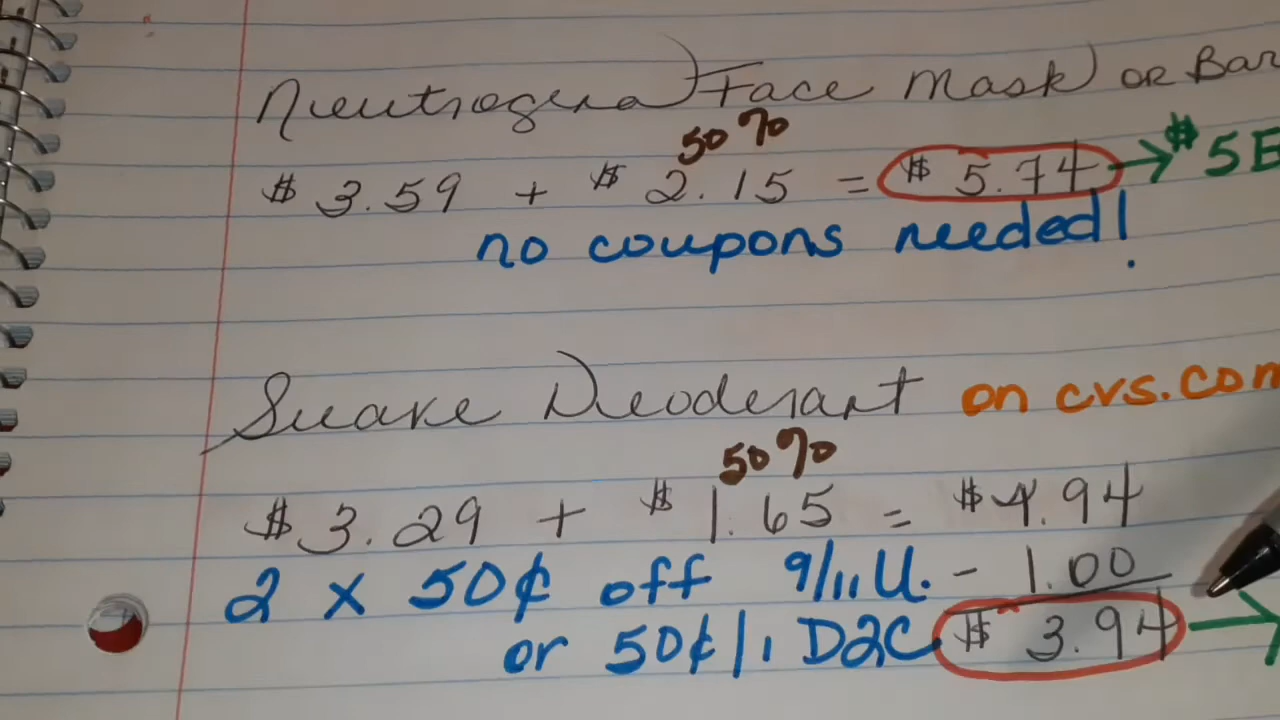 Neutrogena Face Mask or Bar
50%
$ 3.59 + $ 2.15 = $ 5.74 → $5E
no coupons needed!
Suave Deoderant on cvs.com
50%
$3.29 + $1.65 = $4.94
2 x 50¢ off 9/11 U. - 1.00
or 50¢/1 D2C $ 3.94 →